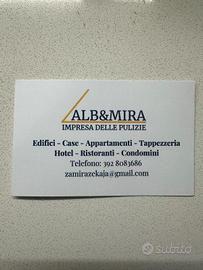 ALB&MIRA
IMPRESA DELLE PULIZIE
Edifici - Case - Appartamenti - Tappezzeria
Hotel - Ristoranti - Condomini
Telefono: 392 8083686
zamirazekaja@gmail.com
subito